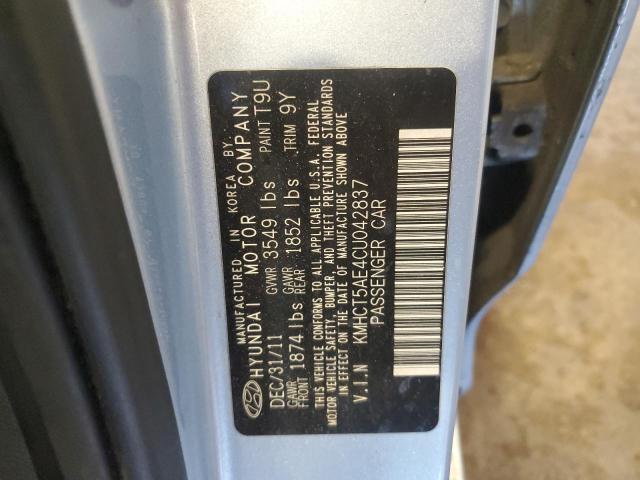 MANUFACTURED IN KOREA BY
HYUNDAI MOTOR COMPANY
DEC/31/11 GVWR 3549 lbs PAINT T9U
GAWR FRONT 1874 lbs GAWR REAR 1852 lbs TRIM 9Y
THIS VEHICLE CONFORMS TO ALL APPLICABLE U.S.A. FEDERAL
MOTOR VEHICLE SAFETY, BUMPER, AND THEFT PREVENTION STANDARDS
IN EFFECT ON THE DATE OF MANUFACTURE SHOWN ABOVE
V.I.N KMHCT5AE4CU042837
PASSENGER CAR